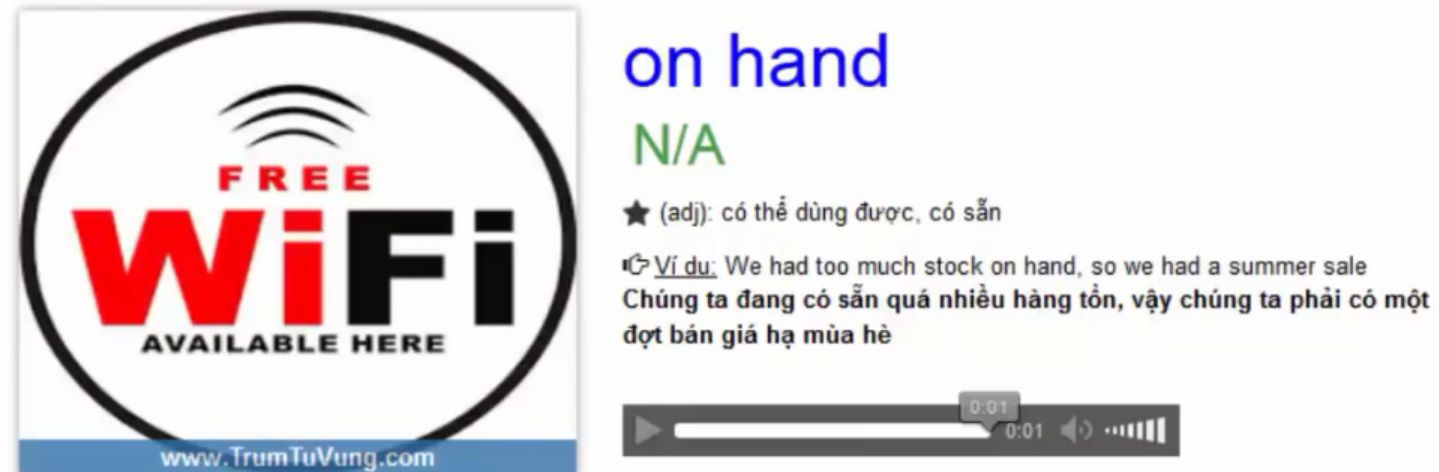 FREE
WiFi
AVAILABLE HERE
www.TrumTuVung.com
on hand
N/A
(adj): có thể dùng được, có sẵn
Ví du: We had too much stock on hand, so we had a summer sale
Chúng ta đang có sẵn quá nhiều hàng tồn, vậy chúng ta phải có một
đợt bán giá hạ mùa hè
0:01
0:01